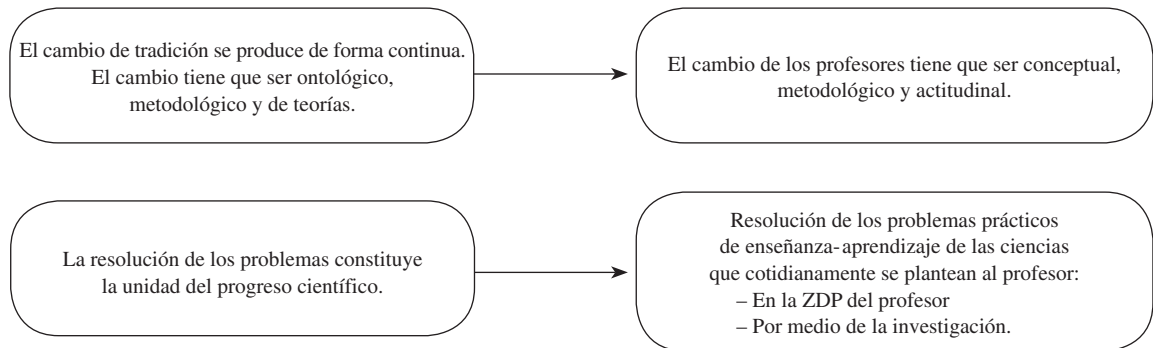 El cambio de tradición se produce de forma continua.
El cambio tiene que ser ontológico,
metodológico y de teorías.
El cambio de los profesores tiene que ser conceptual,
metodológico y actitudinal.
La resolución de los problemas constituye
la unidad del progreso científico.
Resolución de los problemas prácticos
de enseñanza-aprendizaje de las ciencias
que cotidianamente se plantean al profesor:
– En la ZDP del profesor
– Por medio de la investigación.